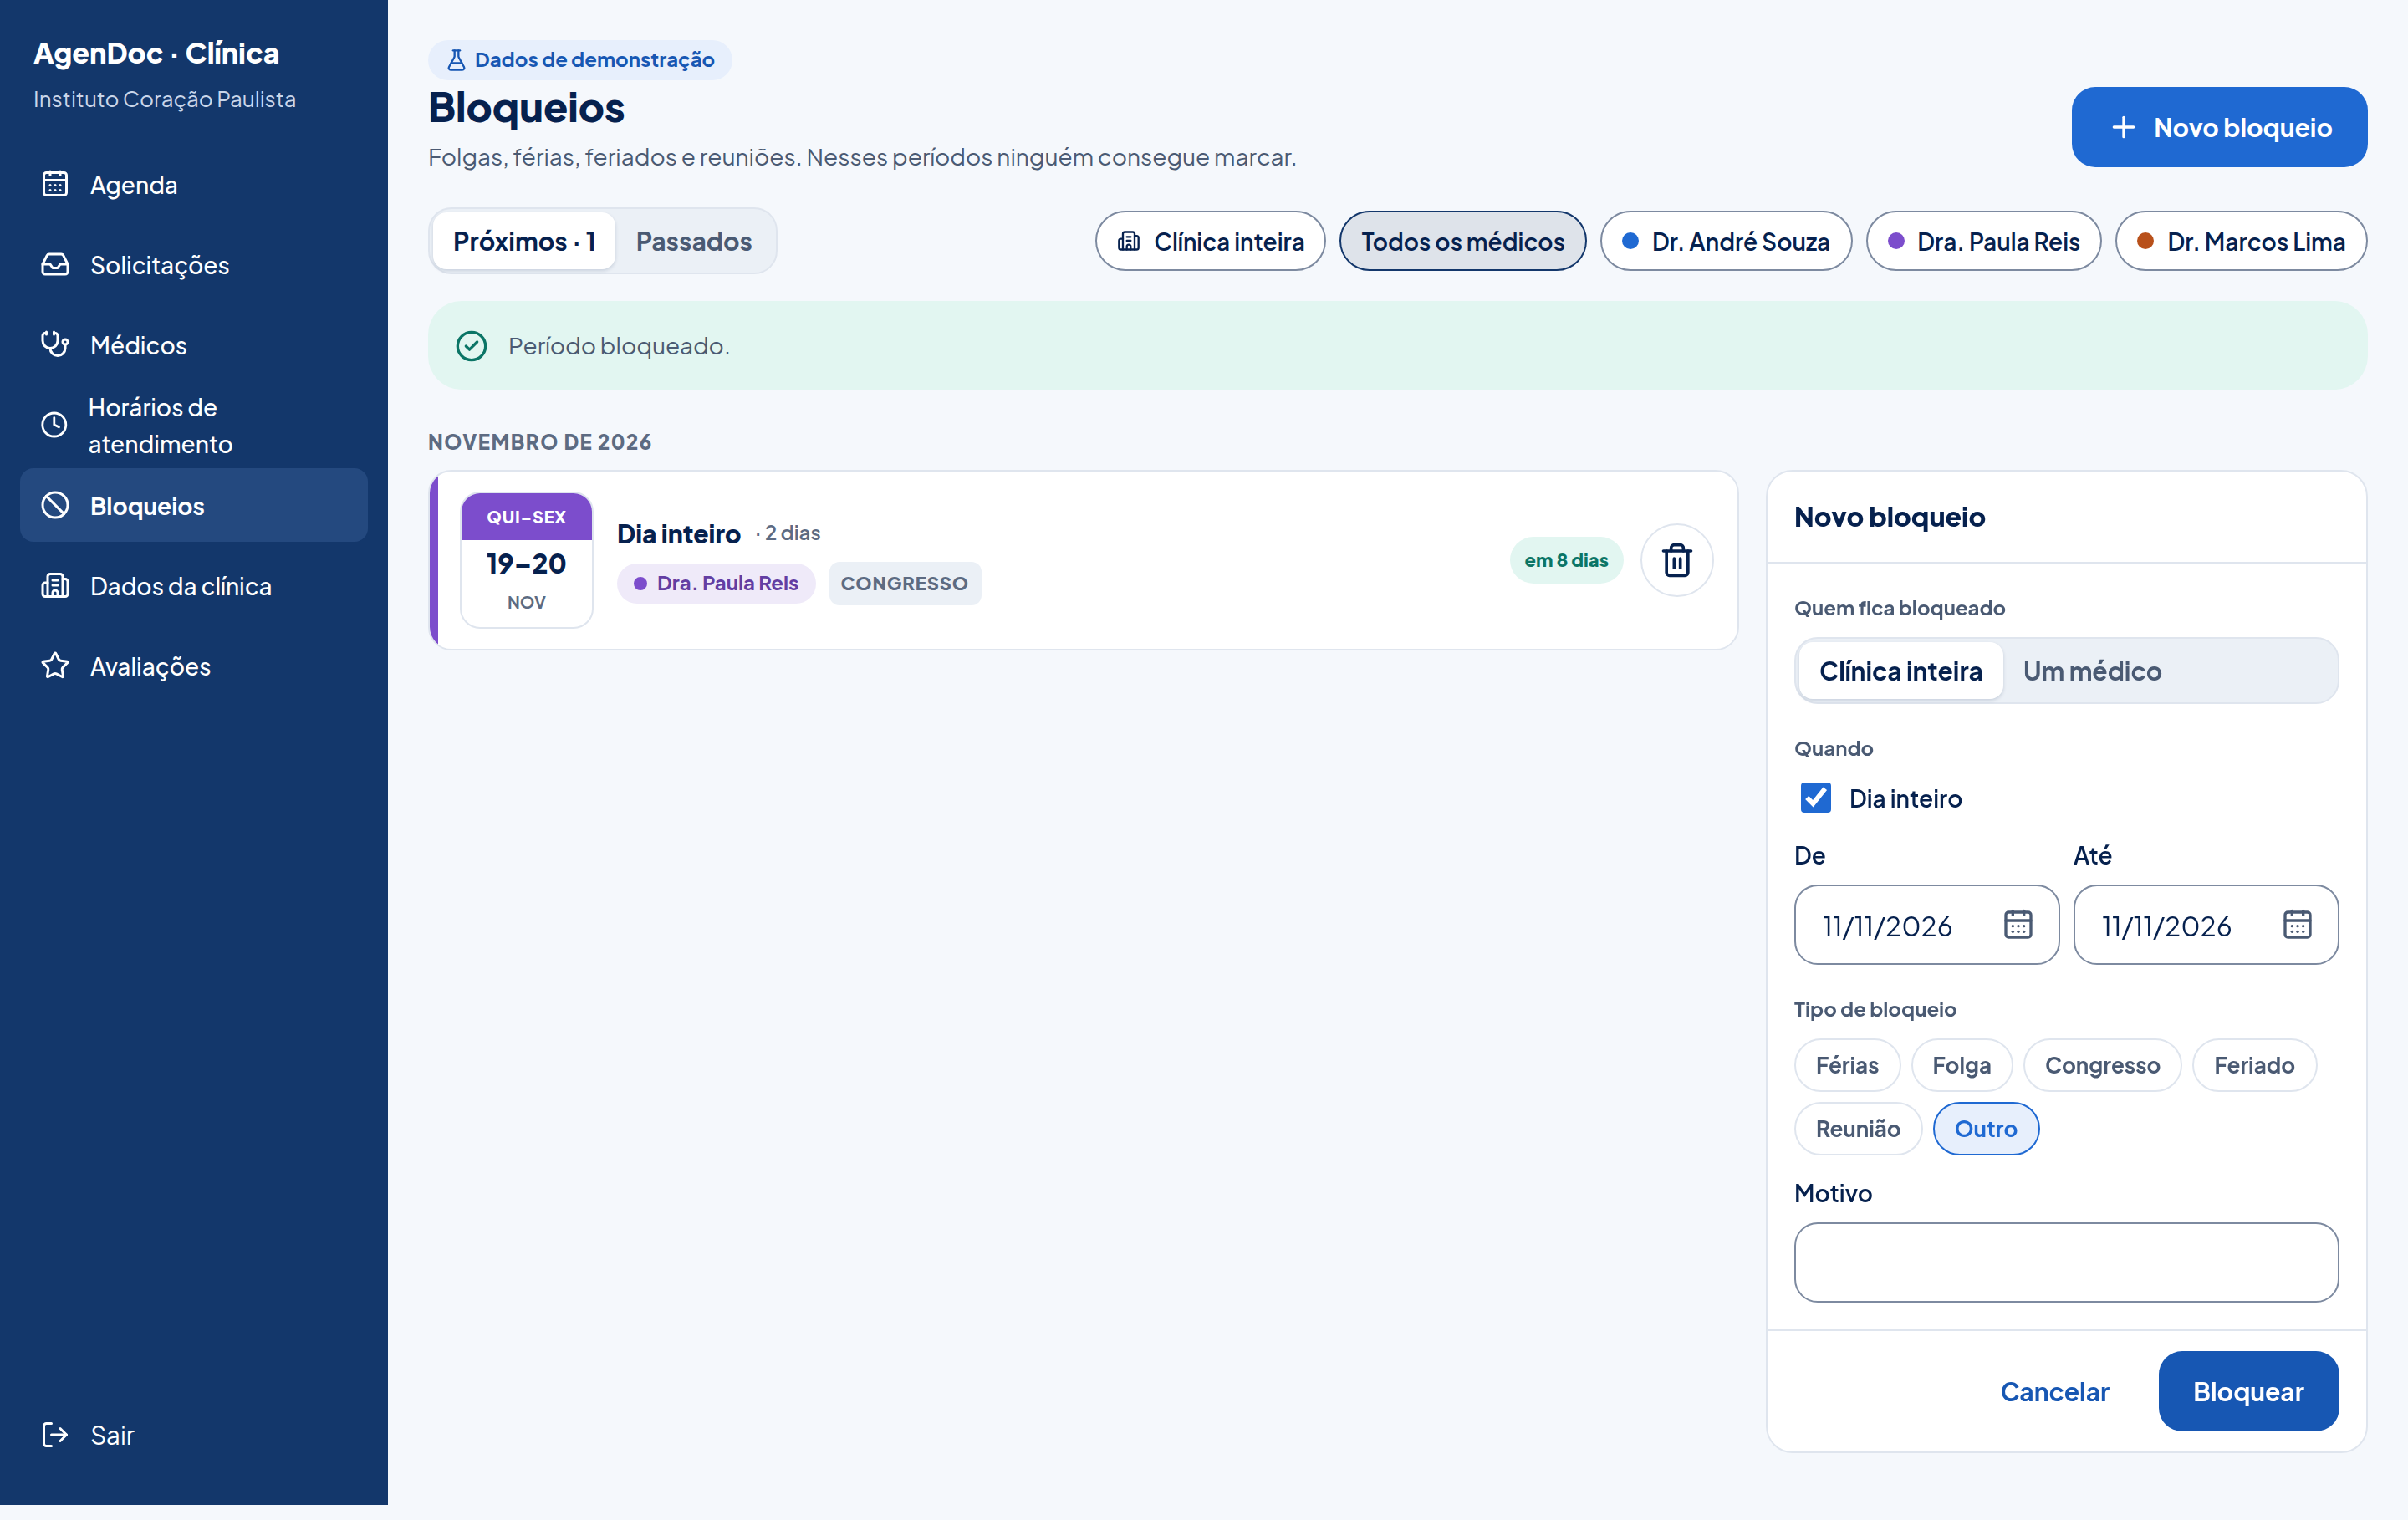 AgenDoc · Clínica
Instituto Coração Paulista
Agenda
Solicitações
Médicos
Horários de
atendimento
Bloqueios
Dados da clínica
Avaliações
Sair
Dados de demonstração
Bloqueios
Folgas, férias, feriados e reuniões. Nesses períodos ninguém consegue marcar.
Novo bloqueio
Próximos · 1
Passados
Clínica inteira
Todos os médicos
Dr. André Souza
Dra. Paula Reis
Dr. Marcos Lima
Período bloqueado.
NOVEMBRO DE 2026
QUI–SEX
19–20
NOV
Dia inteiro · 2 dias
Dra. Paula Reis
CONGRESSO
em 8 dias
Novo bloqueio
Quem fica bloqueado
Clínica inteira
Um médico
Quando
Dia inteiro
De
Até
11/11/2026
11/11/2026
Tipo de bloqueio
Férias
Folga
Congresso
Feriado
Reunião
Outro
Motivo
Cancelar
Bloquear